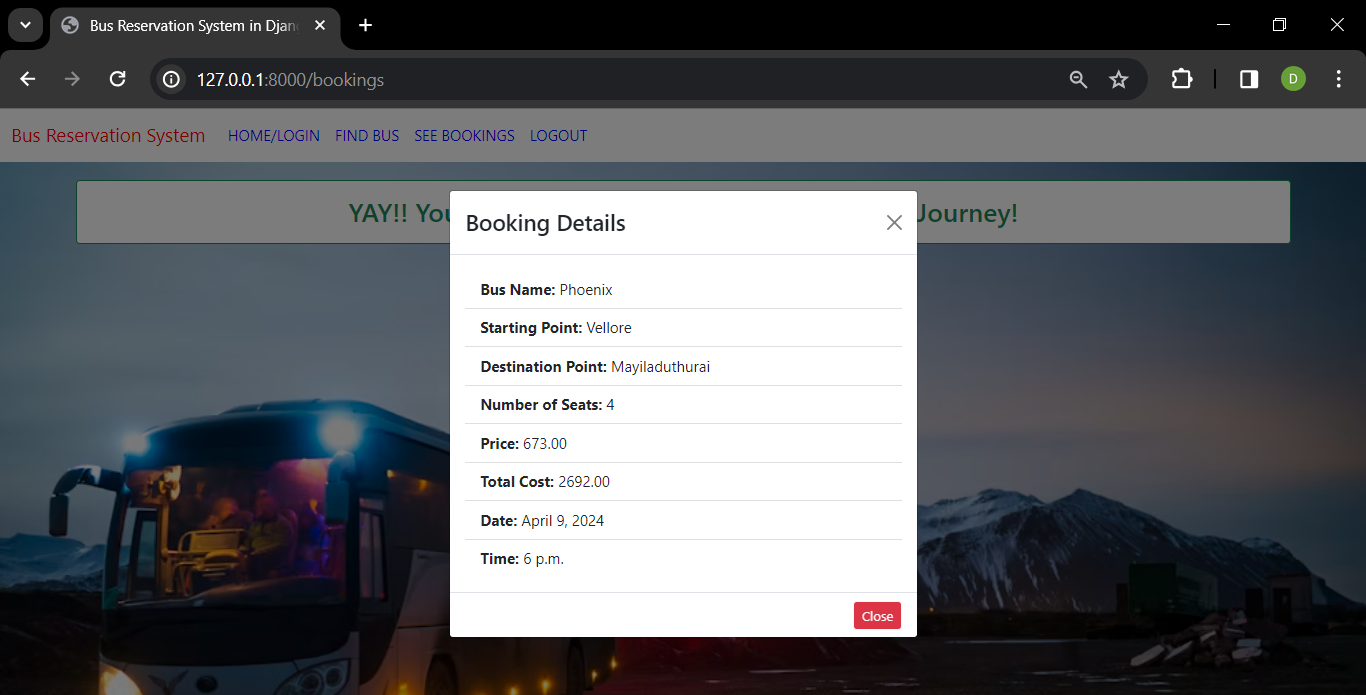 Bus Reservation System in Djan
127.0.0.1:8000/bookings
D
Bus Reservation System HOME/LOGIN FIND BUS SEE BOOKINGS LOGOUT
YAY!! You Journey!
Booking Details
Bus Name: Phoenix
Starting Point: Vellore
Destination Point: Mayiladuthurai
Number of Seats: 4
Price: 673.00
Total Cost: 2692.00
Date: April 9, 2024
Time: 6 p.m.
Close